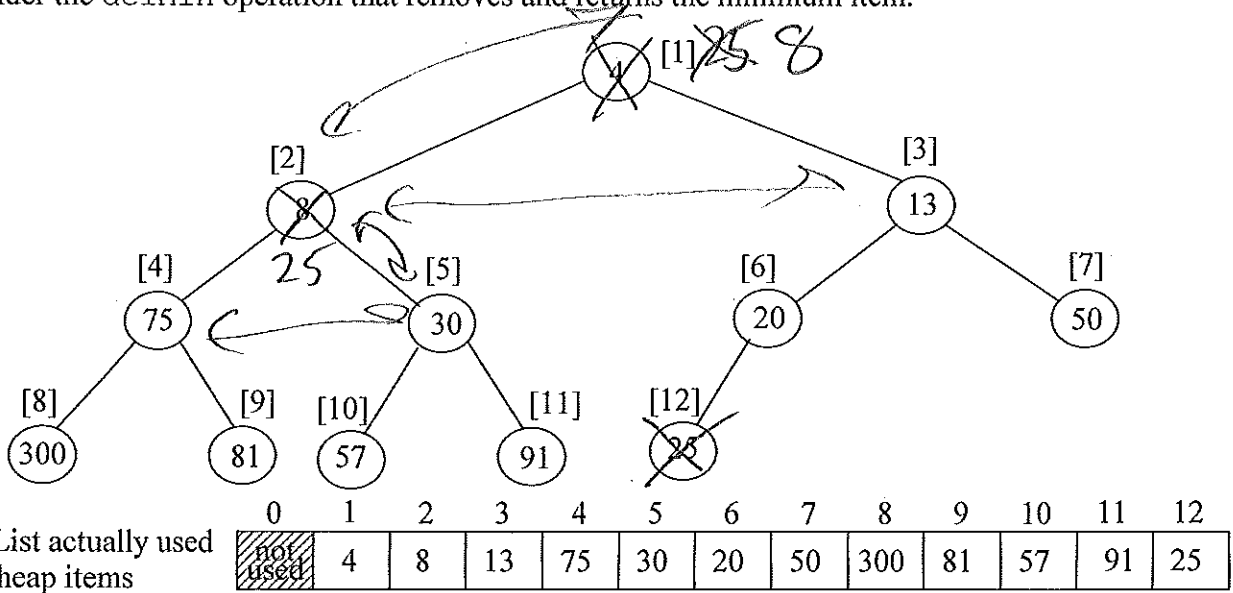 delMin operation that removes and returns the minimum item.
4 [1] 25 8
[2] [3]
8 13
25
[4] [5] [6] [7]
75 30 20 50
[8] [9] [10] [11] [12]
300 81 57 91 25
0 1 2 3 4 5 6 7 8 9 10 11 12
List actually used
heap items
not used 4 8 13 75 30 20 50 300 81 57 91 25